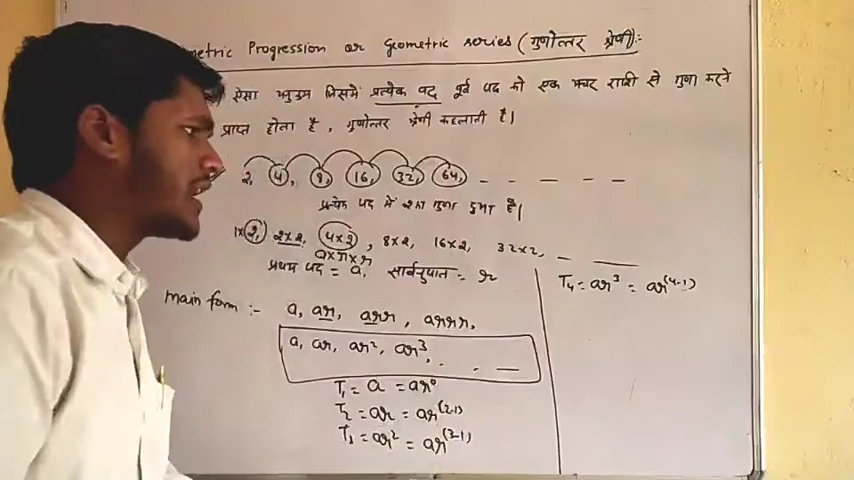 metric Progression or Geometric series (गुणोत्तर श्रेणी):-
ऐसा अनुक्रम जिसमें प्रत्येक पद पूर्व पद को एक अचर राशि से गुणा करने
प्राप्त होता है, गुणोत्तर श्रेणी कहलाती है।
2, 4, 8, 16, 32, 64, _ _ _ _ _
प्रत्येक पद में 2 का गुणा हुआ है।
1×2, 2×2, 4×2, 8×2, 16×2, 32×2, _ __
a×r×r
प्रथम पद = a, सार्वनुपात = r
T₄ = ar³ = ar⁽⁴⁻¹⁾
main form :- a, ar, arr, arrr,
a, ar, ar², ar³, . . __
T₁ = a = ar⁰
T₂ = ar = ar⁽²⁻¹⁾
T₃ = ar² = ar⁽³⁻¹⁾